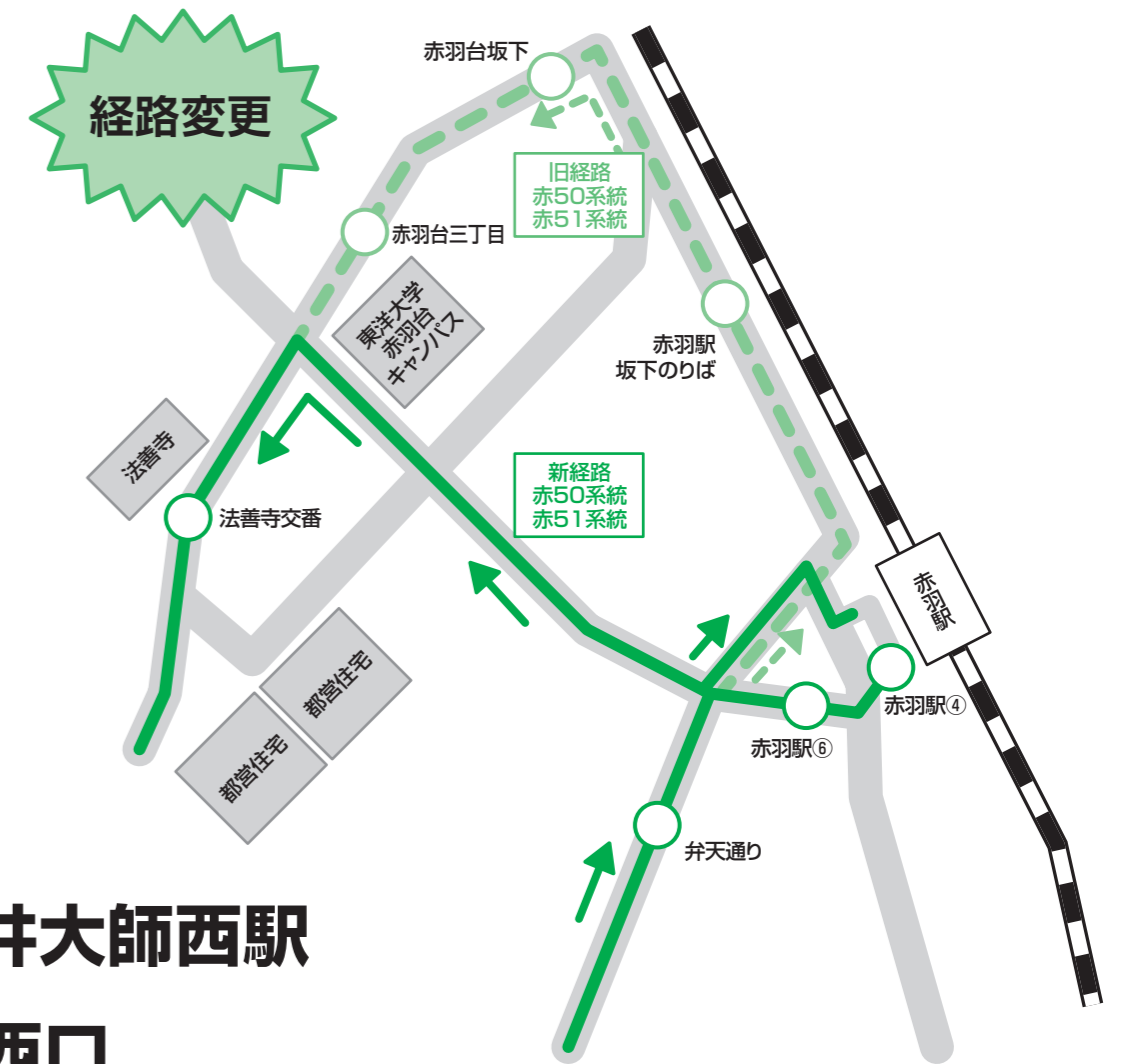 経路変更
赤羽台坂下
旧経路
赤50系統
赤51系統
赤羽台三丁目
東洋大学
赤羽台
キャンパス
赤羽駅
坂下のりば
法善寺
法善寺交番
新経路
赤50系統
赤51系統
赤羽駅
赤羽駅④
赤羽駅⑥
都営住宅
都営住宅
弁天通り
井大師西駅
西口